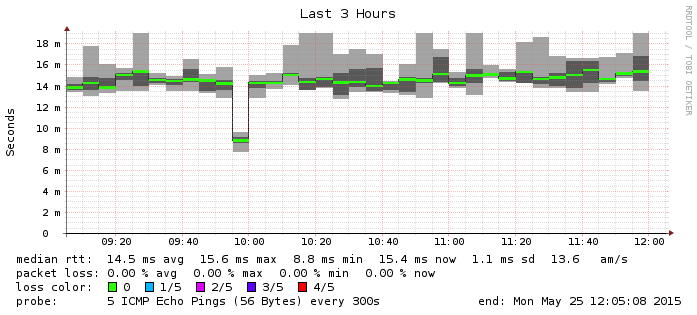 Last 3 Hours
RRDTOOL / TOBI OETIKER
Seconds
18 m
16 m
14 m
12 m
10 m
8 m
6 m
4 m
2 m
0
09:20 09:40 10:00 10:20 10:40 11:00 11:20 11:40 12:00
median rtt: 14.5 ms avg 15.6 ms max 8.8 ms min 15.4 ms now 1.1 ms sd 13.6 am/s
packet loss: 0.00 % avg 0.00 % max 0.00 % min 0.00 % now
loss color: 0 1/5 2/5 3/5 4/5
probe: 5 ICMP Echo Pings (56 Bytes) every 300s end: Mon May 25 12:05:08 2015